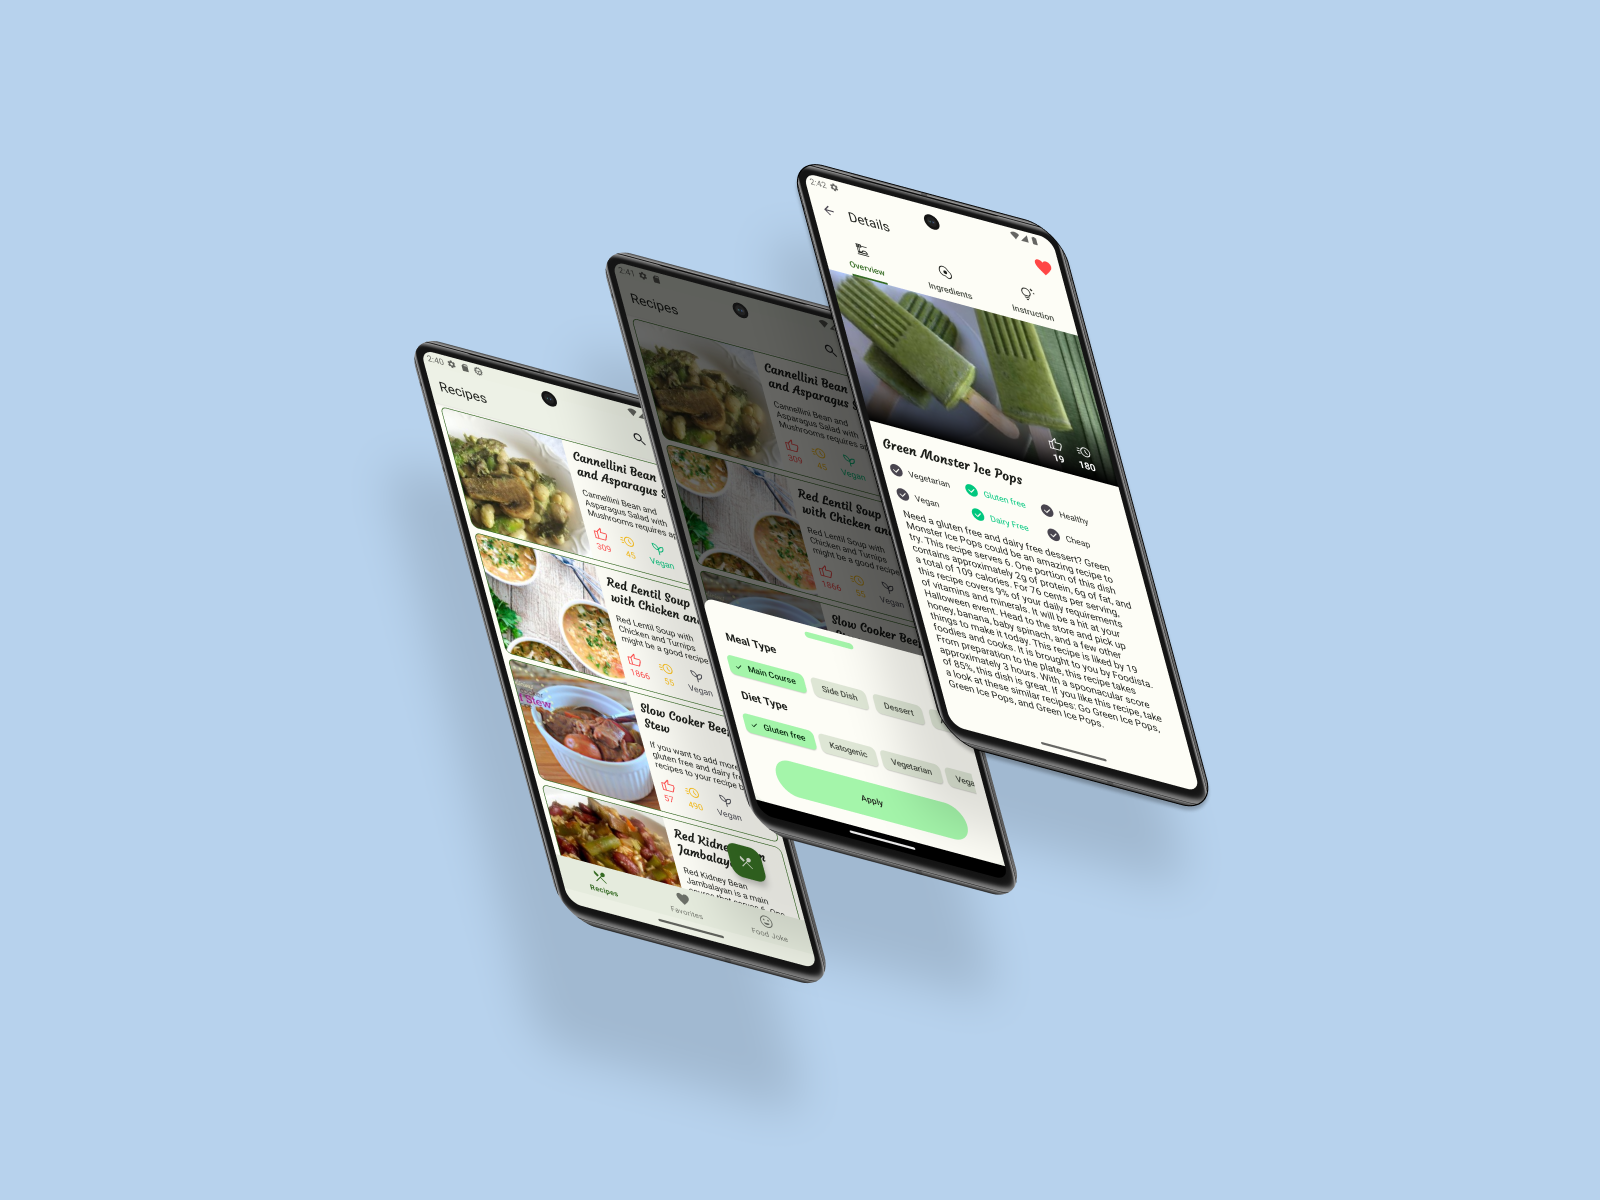 2:40
Recipes
Cannellini Bean
and Asparagus S
Cannellini Bean and
Asparagus Salad with
Mushrooms requires ap
309
45
Vegan
Red Lentil Soup
with Chicken an
Red Lentil Soup with
Chicken and Turnips
might be a good recipe
1866
55
Vegan
Stew
Slow Cooker Bee
Stew
If you want to add more
gluten free and dairy fr
recipes to your recipe b
57
490
Vegan
Red Kidne
Jambalay
Red Kidney Bean
Jambalayan is a main
course that serves 6. One
Recipes
Favorites
Food Joke
2:41
Recipes
Cannellini Bean
and Asparagus S
Cannellini Bean and
Asparagus Salad with
Mushrooms requires ap
309
45
Vegan
Red Lentil Soup
with Chicken an
Red Lentil Soup with
Chicken and Turnips
might be a good recipe
1866
55
Vegan
Slow Cooker Bee
Meal Type
Main Course
Side Dish
Dessert
Diet Type
Gluten free
Katogenic
Vegetarian
Vega
Apply
2:42
Details
Overview
Ingredients
Instruction
19
180
Green Monster Ice Pops
Vegetarian
Gluten free
Healthy
Vegan
Dairy Free
Cheap
Need a gluten free and dairy free dessert? Green
Monster Ice Pops could be an amazing recipe to
try. This recipe serves 6. One portion of this dish
contains approximately 2g of protein, 6g of fat, and
a total of 109 calories. For 76 cents per serving,
this recipe covers 9% of your daily requirements
of vitamins and minerals. It will be a hit at your
Halloween event. Head to the store and pick up
honey, banana, baby spinach, and a few other
things to make it today. This recipe is liked by 19
foodies and cooks. It is brought to you by Foodista.
From preparation to the plate, this recipe takes
approximately 3 hours. With a spoonacular score
of 85%, this dish is great. If you like this recipe, take
a look at these similar recipes: Go Green Ice Pops,
Green Ice Pops, and Green Ice Pops.